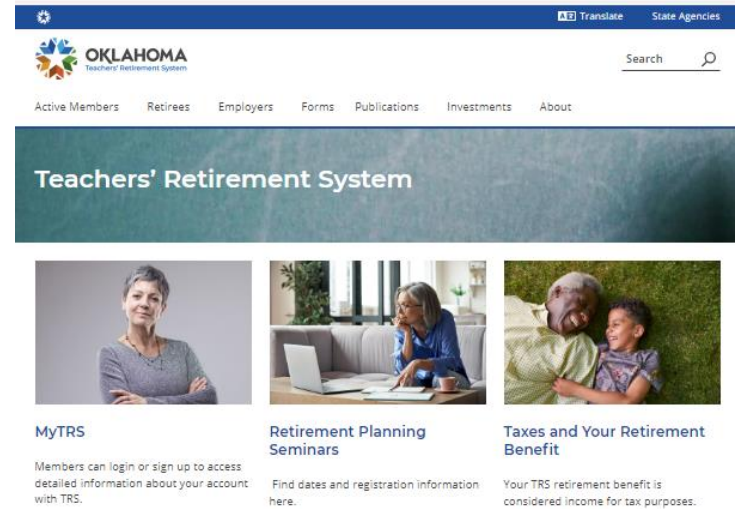 Translate State Agencies
OKLAHOMA
Teachers' Retirement System
Search
Active Members Retirees Employers Forms Publications Investments About
Teachers' Retirement System
MyTRS
Members can login or sign up to access
detailed information about your account
with TRS.
Retirement Planning
Seminars
Find dates and registration information
here.
Taxes and Your Retirement
Benefit
Your TRS retirement benefit is
considered income for tax purposes.